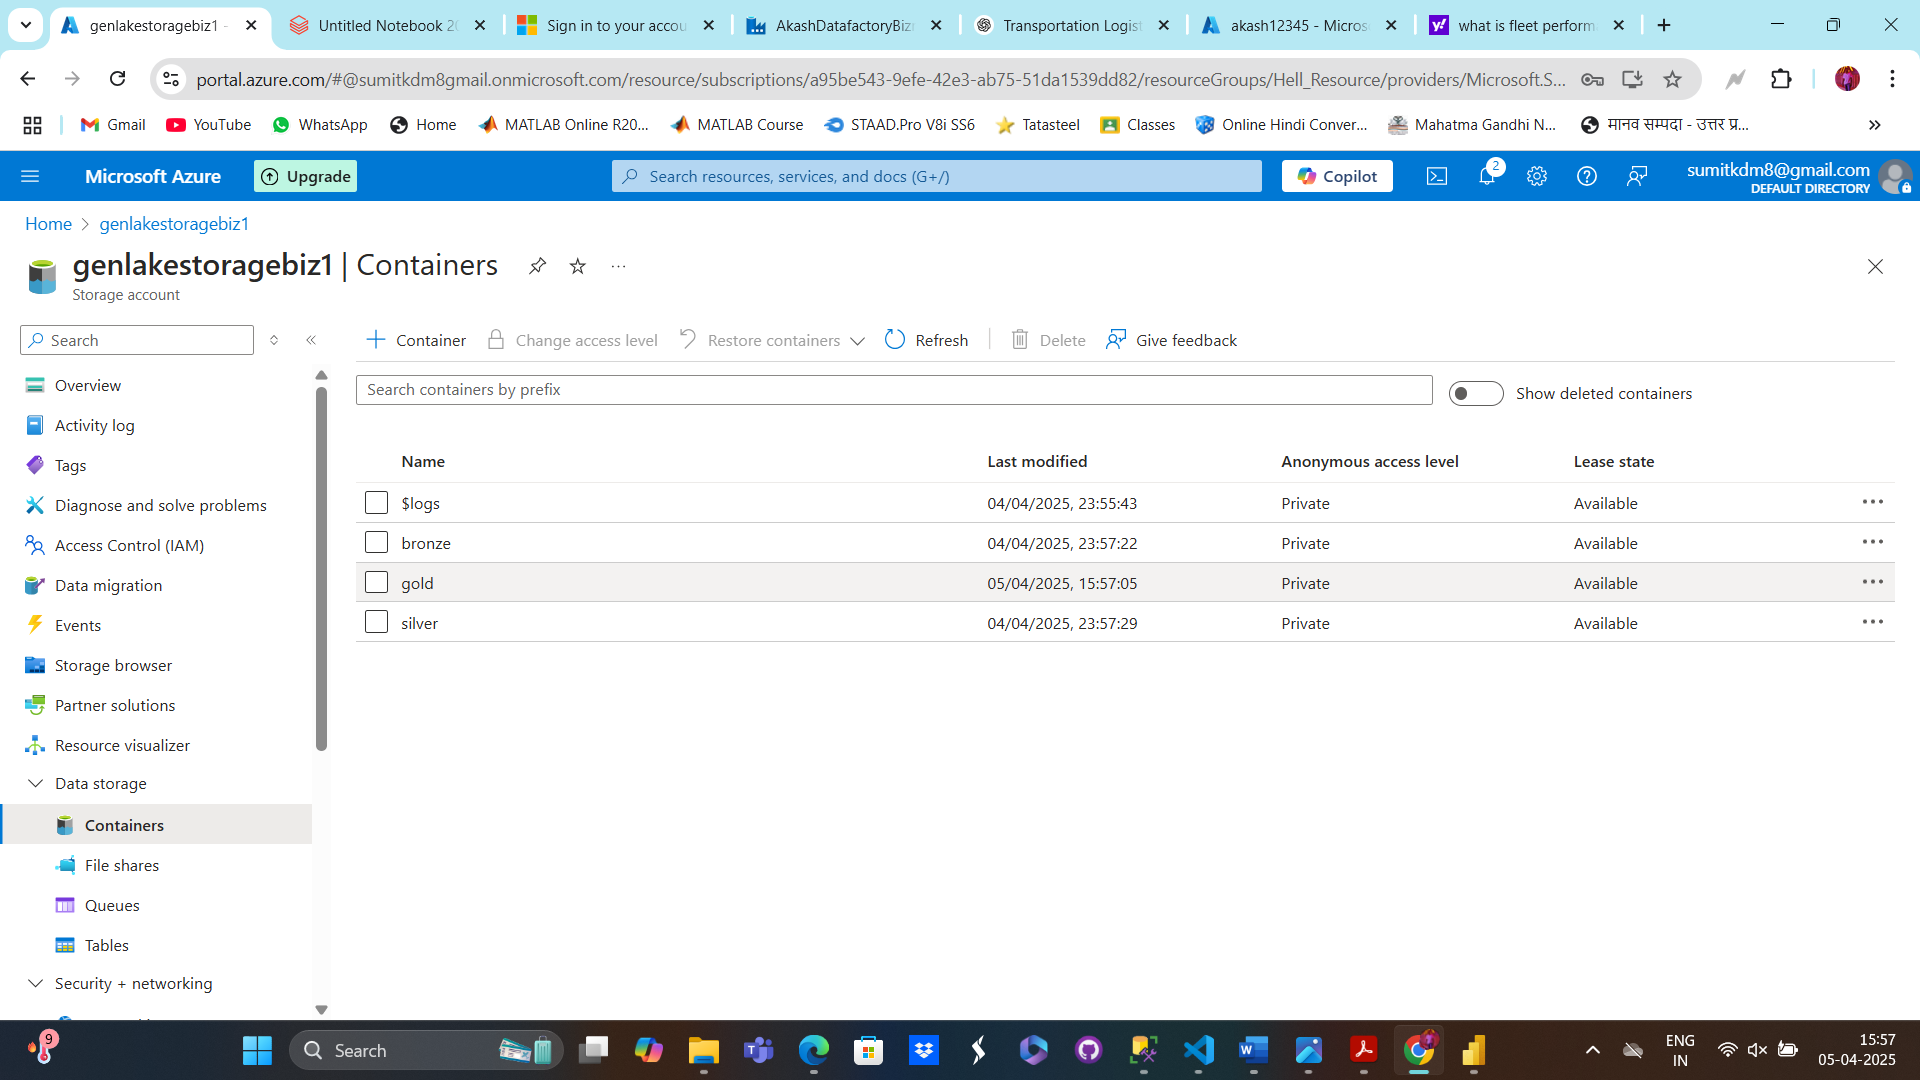 genlakestoragebiz1 -
Untitled Notebook 20
Sign in to your accou
AkashDatafactoryBizn
Transportation Logist
akash12345 - Micros
what is fleet perform
portal.azure.com/#@sumitkdm8gmail.onmicrosoft.com/resource/subscriptions/a95be543-9efe-42e3-ab75-51da1539dd82/resourceGroups/Hell_Resource/providers/Microsoft.S...
Gmail
YouTube
WhatsApp
Home
MATLAB Online R20...
MATLAB Course
STAAD.Pro V8i SS6
Tatasteel
Classes
Online Hindi Conver...
Mahatma Gandhi N...
मानव सम्पदा - उत्तर प्र...
Microsoft Azure
Upgrade
Search resources, services, and docs (G+/)
Copilot
2
sumitkdm8@gmail.com
DEFAULT DIRECTORY
Home > genlakestoragebiz1
genlakestoragebiz1 | Containers
Storage account
Search
Overview
Activity log
Tags
Diagnose and solve problems
Access Control (IAM)
Data migration
Events
Storage browser
Partner solutions
Resource visualizer
Data storage
Containers
File shares
Queues
Tables
Security + networking
Container
Change access level
Restore containers
Refresh
Delete
Give feedback
Search containers by prefix
Show deleted containers
Name Last modified Anonymous access level Lease state
$logs 04/04/2025, 23:55:43 Private Available
bronze 04/04/2025, 23:57:22 Private Available
gold 05/04/2025, 15:57:05 Private Available
silver 04/04/2025, 23:57:29 Private Available
9
Search
ENG
IN
15:57
05-04-2025